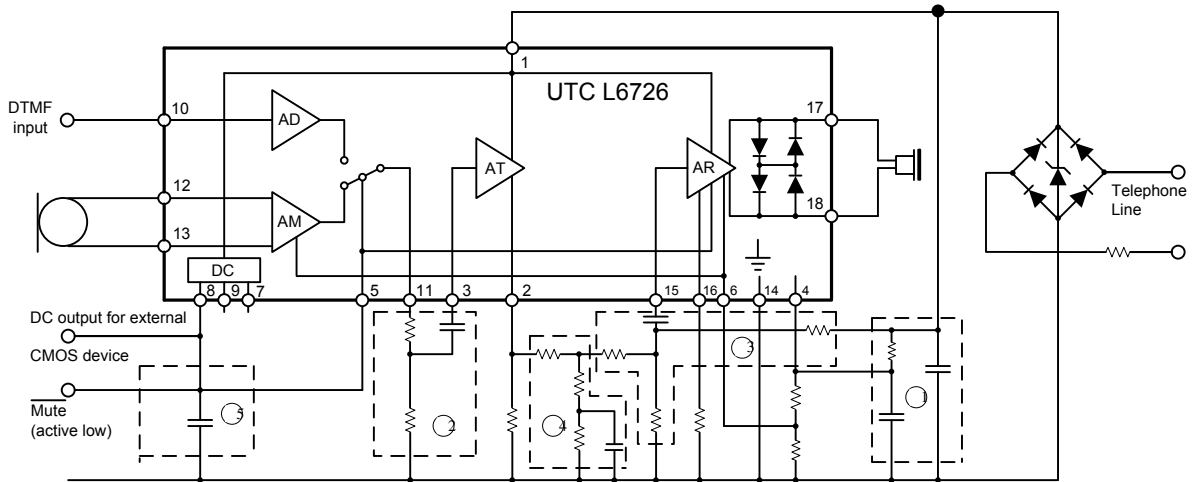 1
UTC L6726
DTMF
input
10
AD
17
AT
AR
12
AM
18
13
Telephone
Line
DC
8
9
7
5
11
3
2
15
16
6
14
4
DC output for external
CMOS device
3
5
2
4
1
Mute
(active low)